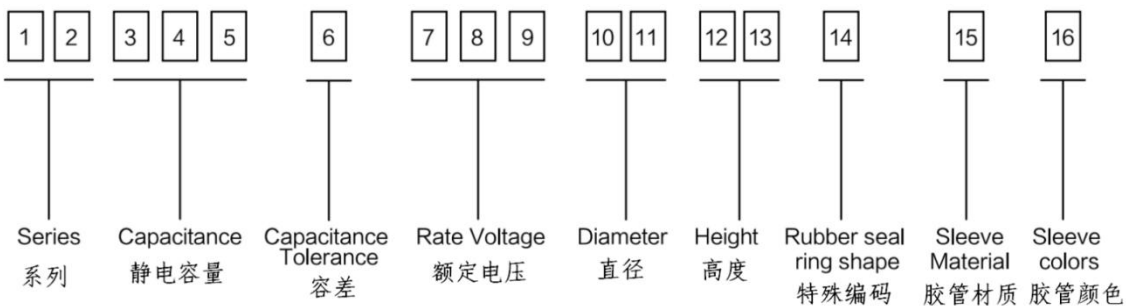 1 2 3 4 5 6 7 8 9 10 11 12 13 14 15 16
Series
系列
Capacitance
静电容量
Capacitance
Tolerance
容差
Rate Voltage
额定电压
Diameter
直径
Height
高度
Rubber seal
ring shape
特殊编码
Sleeve
Material
胶管材质
Sleeve
colors
胶管颜色